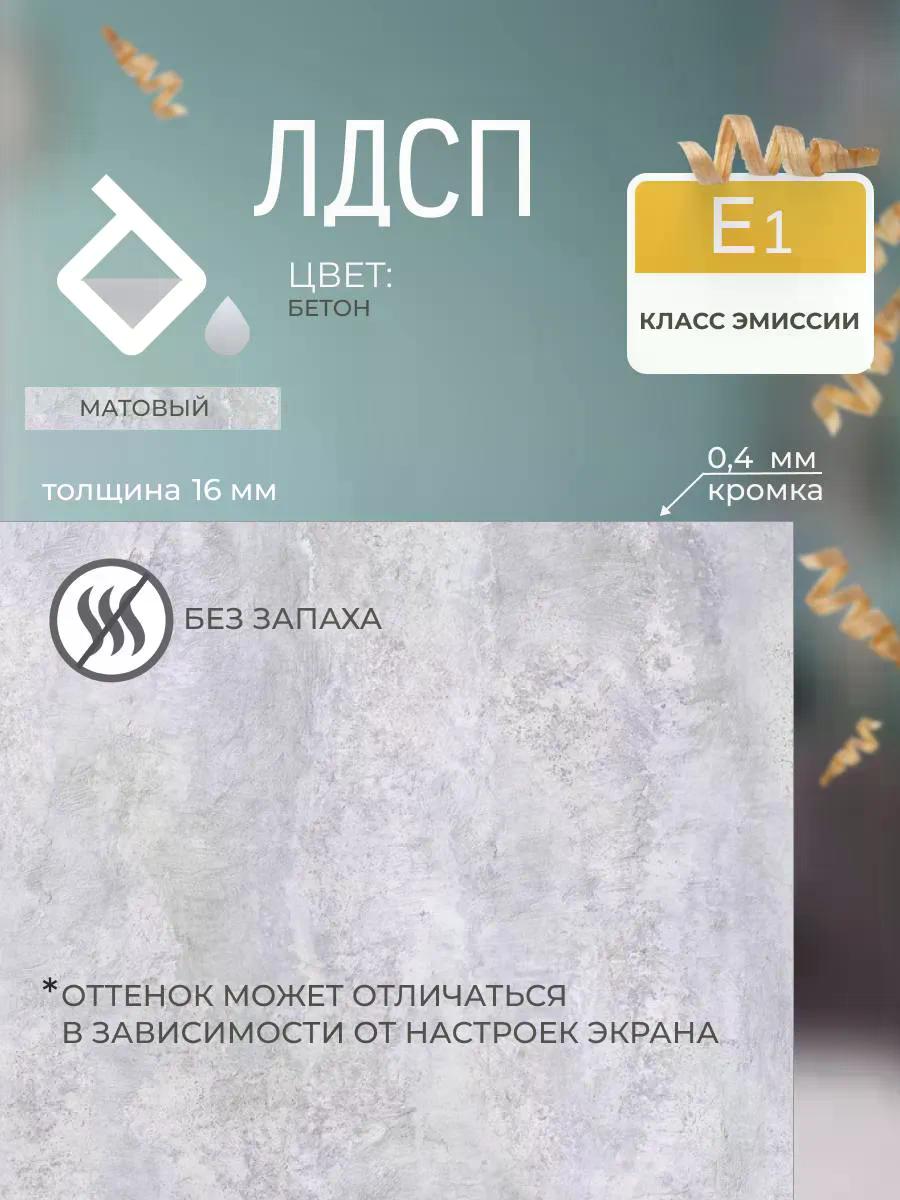 ЛДСП
ЦВЕТ:
БЕТОН
E1
КЛАСС ЭМИССИИ
МАТОВЫЙ
толщина 16 мм
0,4 мм
кромка
БЕЗ ЗАПАХА
*ОТТЕНОК МОЖЕТ ОТЛИЧАТЬСЯ
В ЗАВИСИМОСТИ ОТ НАСТРОЕК ЭКРАНА